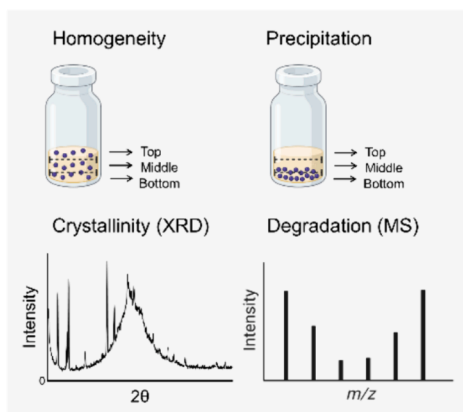 Homogeneity
Top
Middle
Bottom
Precipitation
Top
Middle
Bottom
Crystallinity (XRD)
Intensity
0
2θ
Degradation (MS)
Intensity
m/z